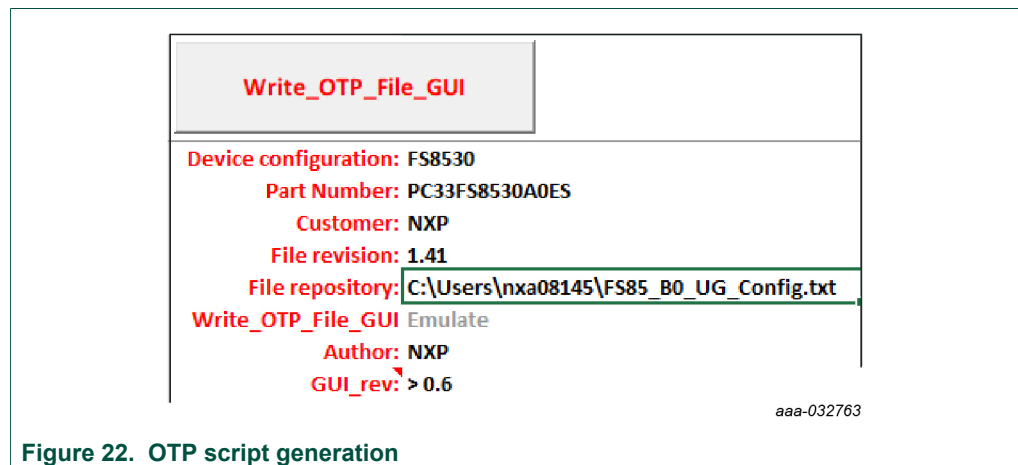 Write_OTP_File_GUI
Device configuration: FS8530
Part Number: PC33FS8530A0ES
Customer: NXP
File revision: 1.41
File repository: C:\Users\nxa08145\FS85_B0_UG_Config.txt
Write_OTP_File_GUI Emulate
Author: NXP
GUI_rev: > 0.6
aaa-032763
Figure 22. OTP script generation